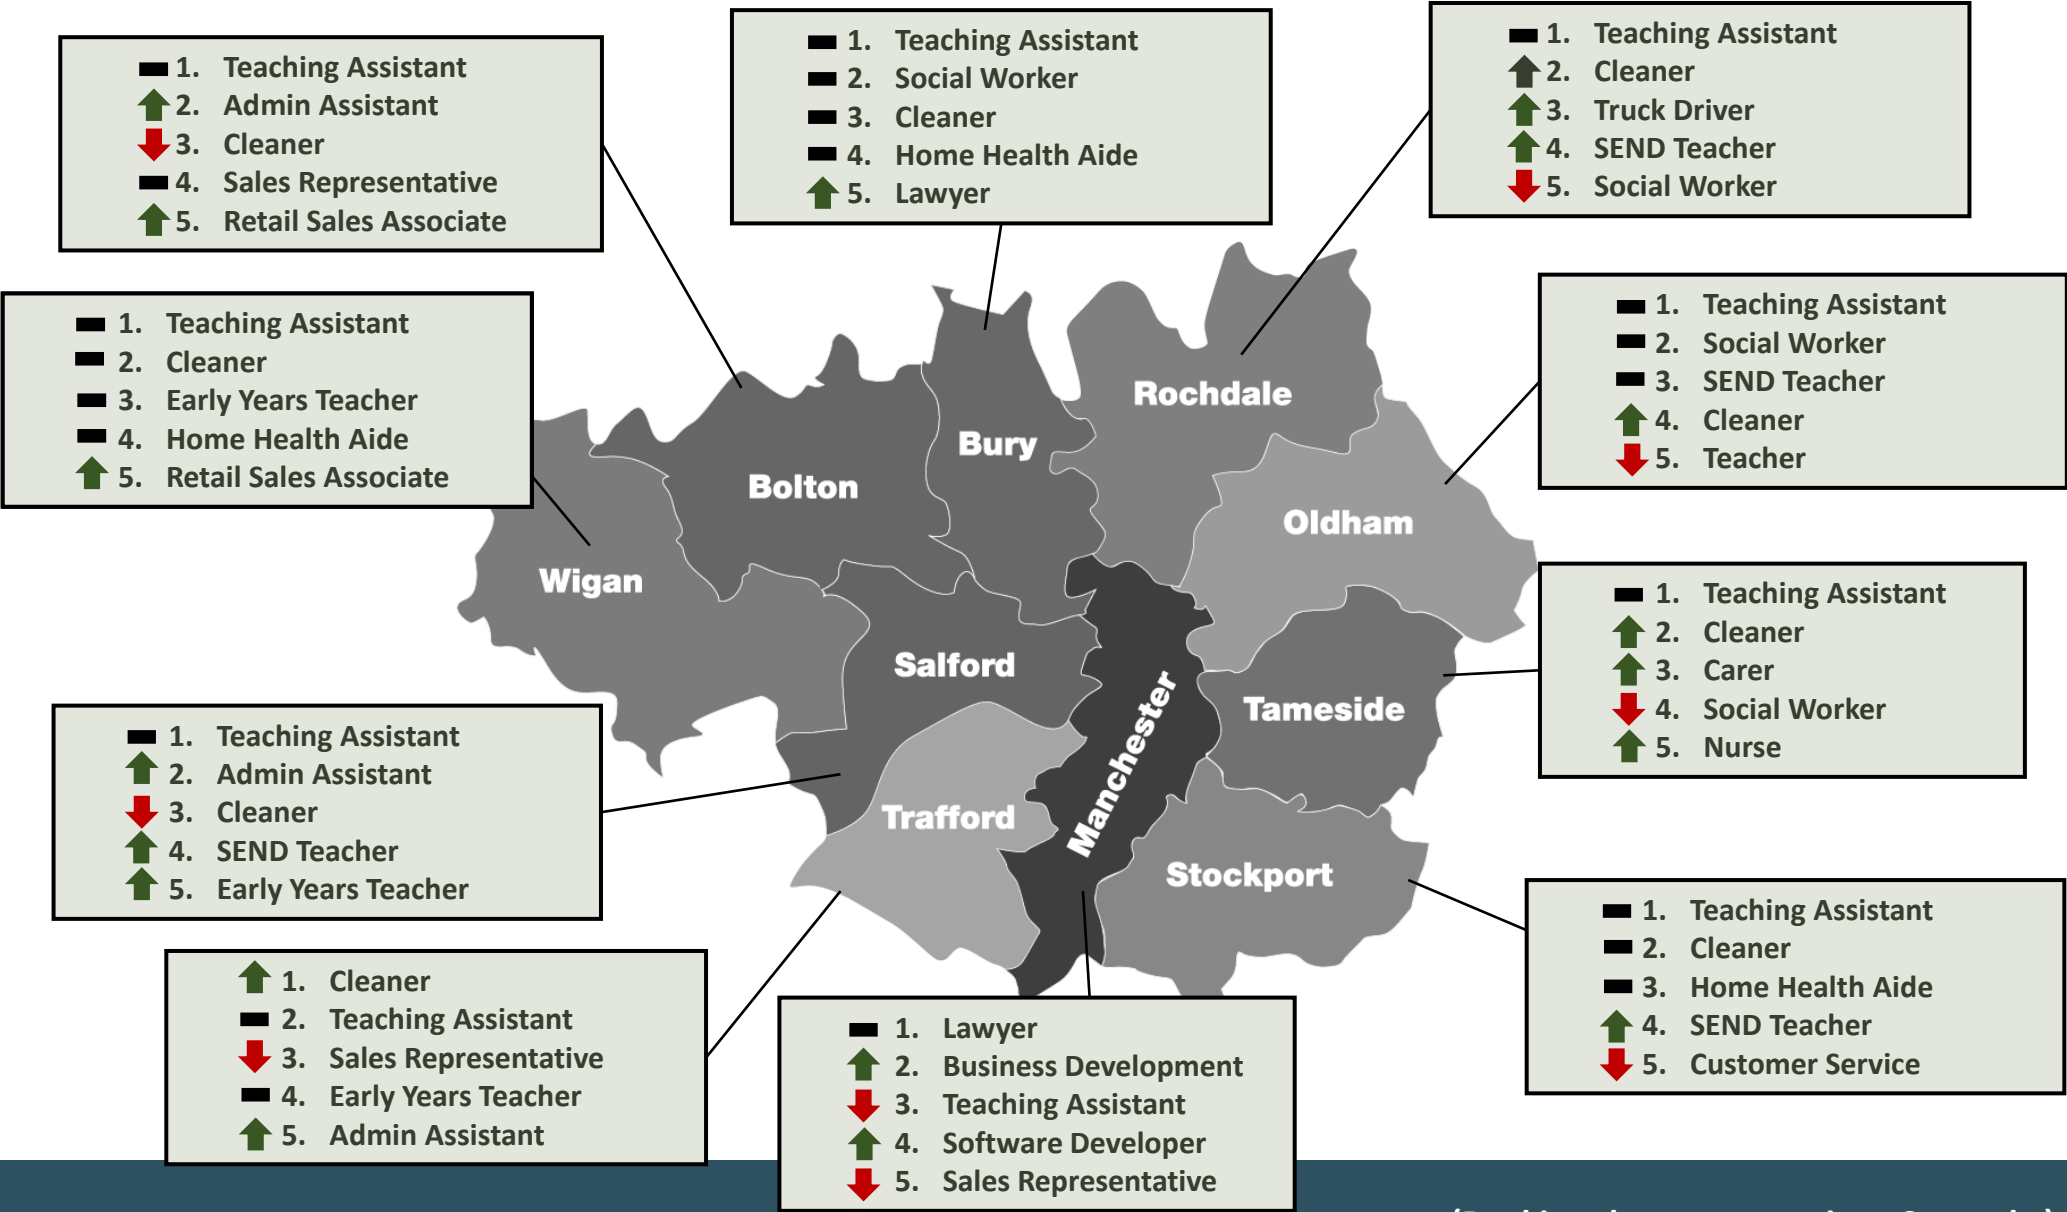 1. Teaching Assistant
2. Admin Assistant
3. Cleaner
4. Sales Representative
5. Retail Sales Associate
1. Teaching Assistant
2. Social Worker
3. Cleaner
4. Home Health Aide
5. Lawyer
1. Teaching Assistant
2. Cleaner
3. Truck Driver
4. SEND Teacher
5. Social Worker
1. Teaching Assistant
2. Cleaner
3. Early Years Teacher
4. Home Health Aide
5. Retail Sales Associate
1. Teaching Assistant
2. Social Worker
3. SEND Teacher
4. Cleaner
5. Teacher
Rochdale
Bury
Bolton
Oldham
Wigan
Salford
Tameside
Manchester
Trafford
Stockport
1. Teaching Assistant
2. Cleaner
3. Carer
4. Social Worker
5. Nurse
1. Teaching Assistant
2. Admin Assistant
3. Cleaner
4. SEND Teacher
5. Early Years Teacher
1. Teaching Assistant
2. Cleaner
3. Home Health Aide
4. SEND Teacher
5. Customer Service
1. Cleaner
2. Teaching Assistant
3. Sales Representative
4. Early Years Teacher
5. Admin Assistant
1. Lawyer
2. Business Development
3. Teaching Assistant
4. Software Developer
5. Sales Representative